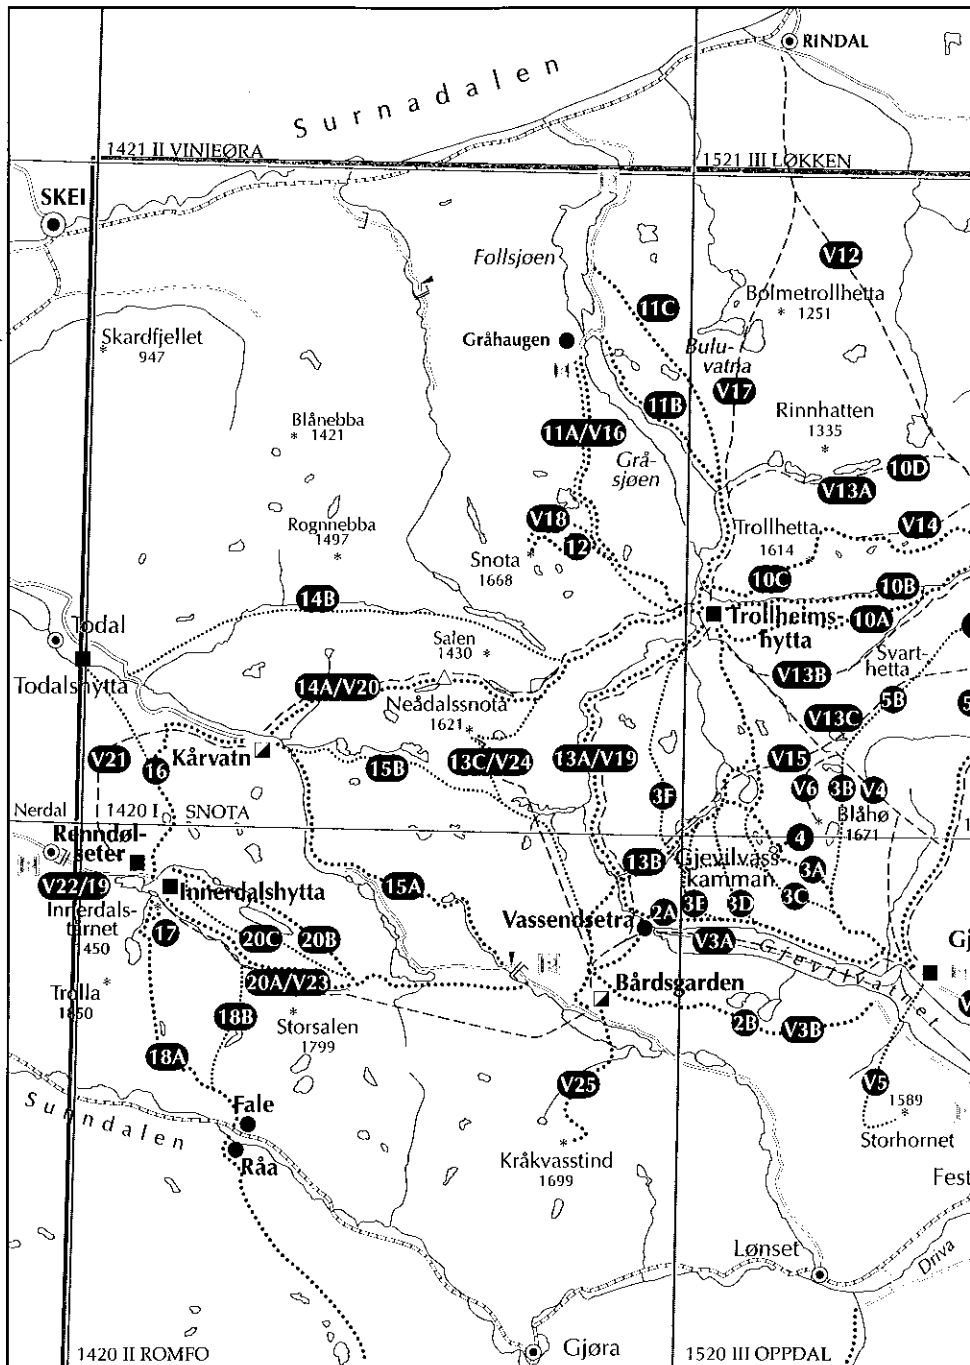 RINDAL
Surnadalen
1421 II VINJEØRA
1521 III LØKKEN
SKEI
Follsjøen
V12
Bolmetrollhetta
1251
11C
Skardfjellet
947
Gråhaugen
Bulu-
vatna
V17
11B
Rinnhatten
1335
Blånebba
1421
11A/V16
Grå-
sjøen
10D
V13A
V18
12
Trollhetta
1614
V14
Rognnebba
1497
Snota
1668
10C
10B
14B
Trollheims-
hytta
10A
Todal
Salen
1430
Svart-
hetta
Todalshytta
14A/V20
V13B
5B
Neådalssnota
1621
V13C
V21
16
Kårvatn
15B
13C/V24
13A/V19
V15
3F
V6
3B
V4
Nerdal
1420 I
SNOTA
Blåhø
1671
4
Renndøl-
seter
13B
Gjevilvass
kamman
3A
V22/19
Innerdalshytta
15A
3C
Innerdals-
tårnet
1450
17
2A
3E
3D
Vassendsetra
20C
20B
V3A
Gjevilvatnet
Gj
20A/V23
Bårdsgarden
Trolla
1850
18B
Storsalen
1799
2B
V3B
18A
V25
V5
1589
Storhornet
Sunndalen
Fale
Råa
Kråkvasstind
1699
Fest
Lønset
Driva
Gjøra
1420 II ROMFO
1520 III OPPDAL